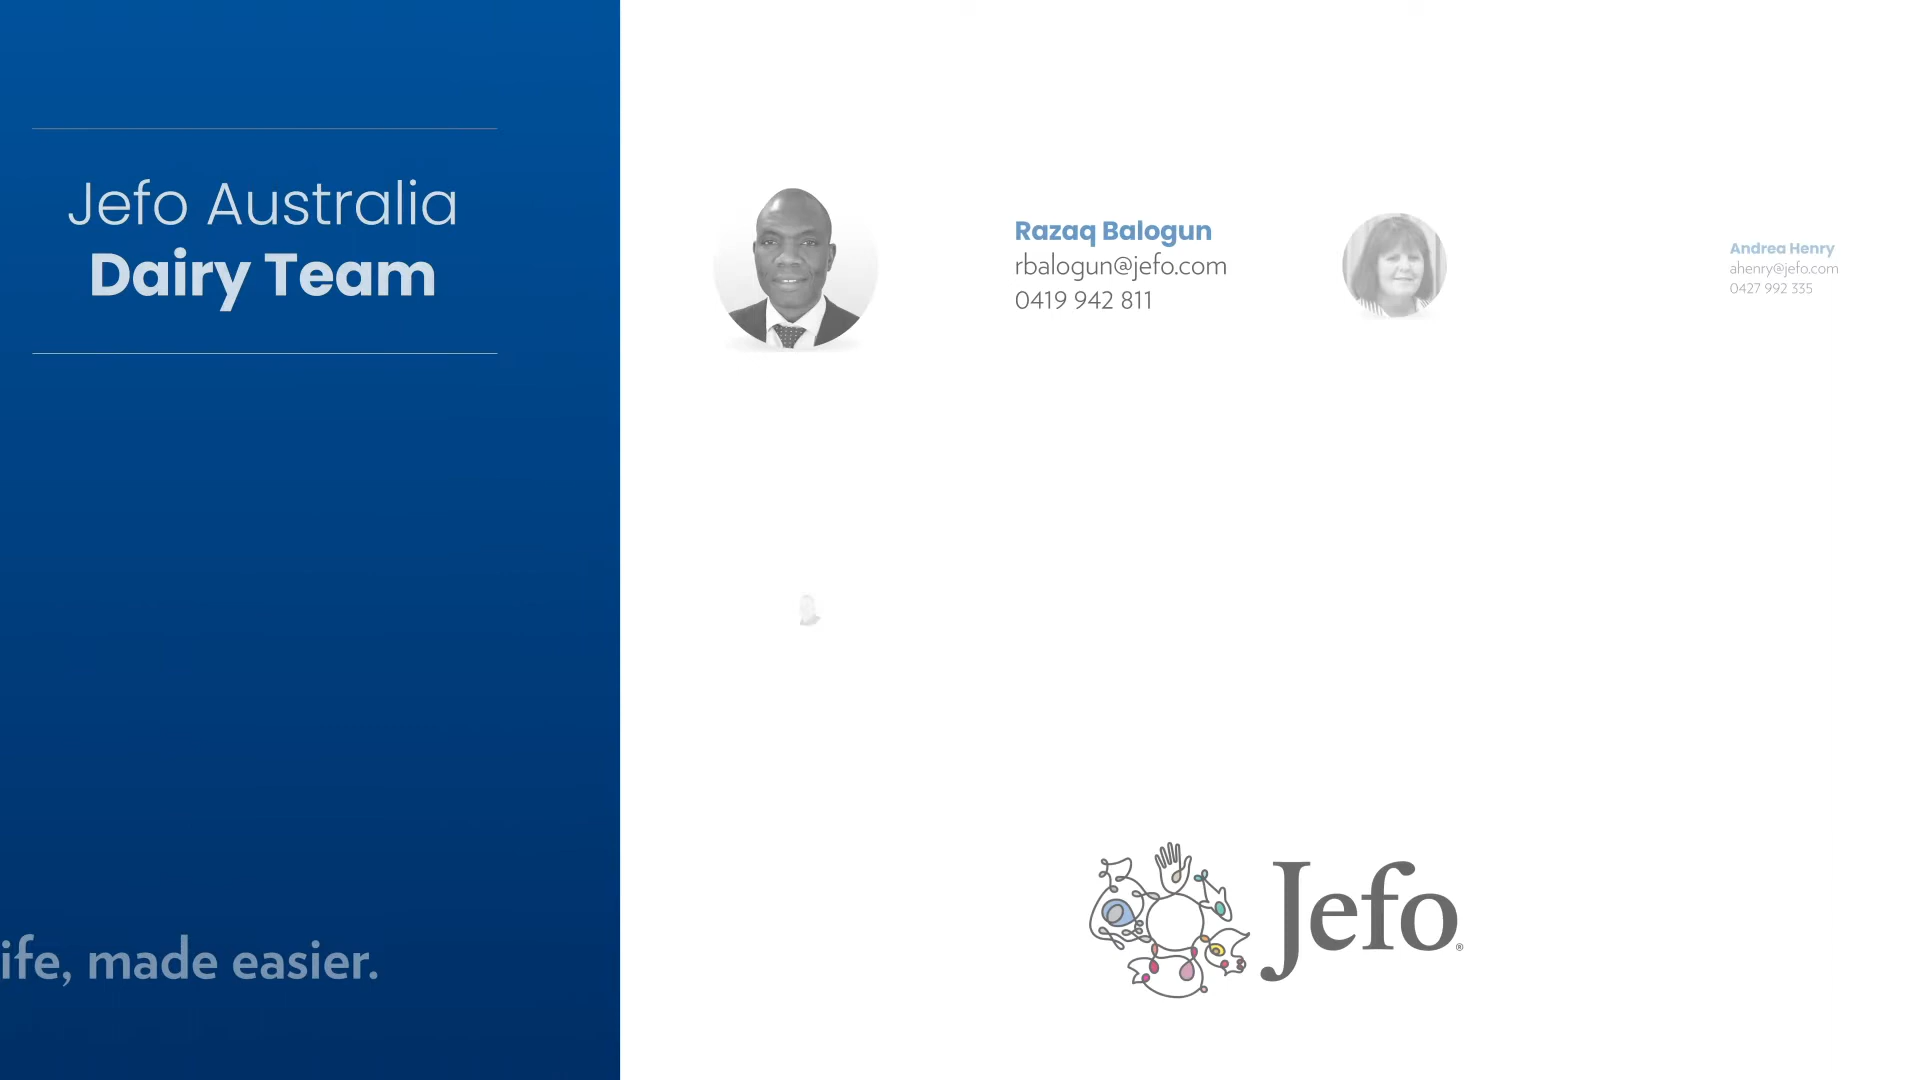 Jefo Australia
Dairy Team
Razaq Balogun
rbalogun@jefo.com
0419 942 811
Andrea Henry
ahenry@jefo.com
0427 992 335
ife, made easier.
Jefo®